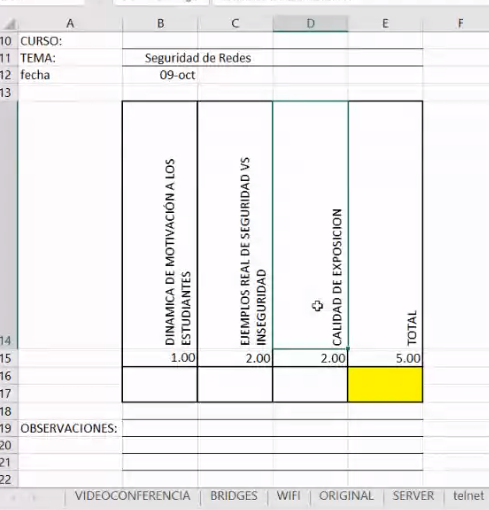 A B C D E F
10 CURSO:
11 TEMA: Seguridad de Redes
12 fecha 09-oct
13
DINAMICA DE MOTIVACIÓN A LOS
ESTUDIANTES
EJEMPLOS REAL DE SEGURIDAD VS
INSEGURIDAD
CALIDAD DE EXPOSICION
TOTAL
14
15 1.00 2.00 2.00 5.00
16
17
18
19 OBSERVACIONES:
20
21
22
VIDEOCONFERENCIA BRIDGES WIFI ORIGINAL SERVER telnet